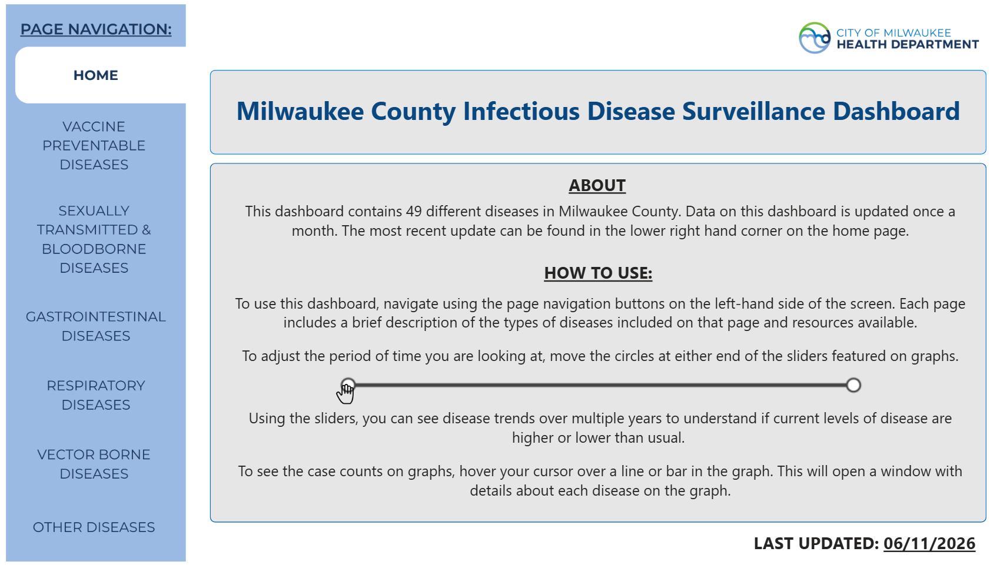 PAGE NAVIGATION:
HOME
VACCINE
PREVENTABLE
DISEASES
SEXUALLY
TRANSMITTED &
BLOODBORNE
DISEASES
GASTROINTESTINAL
DISEASES
RESPIRATORY
DISEASES
VECTOR BORNE
DISEASES
OTHER DISEASES
CITY OF MILWAUKEE
HEALTH DEPARTMENT
Milwaukee County Infectious Disease Surveillance Dashboard
ABOUT
This dashboard contains 49 different diseases in Milwaukee County. Data on this dashboard is updated once a
month. The most recent update can be found in the lower right hand corner on the home page.
HOW TO USE:
To use this dashboard, navigate using the page navigation buttons on the left-hand side of the screen. Each page
includes a brief description of the types of diseases included on that page and resources available.
To adjust the period of time you are looking at, move the circles at either end of the sliders featured on graphs.
Using the sliders, you can see disease trends over multiple years to understand if current levels of disease are
higher or lower than usual.
To see the case counts on graphs, hover your cursor over a line or bar in the graph. This will open a window with
details about each disease on the graph.
LAST UPDATED: 06/11/2026